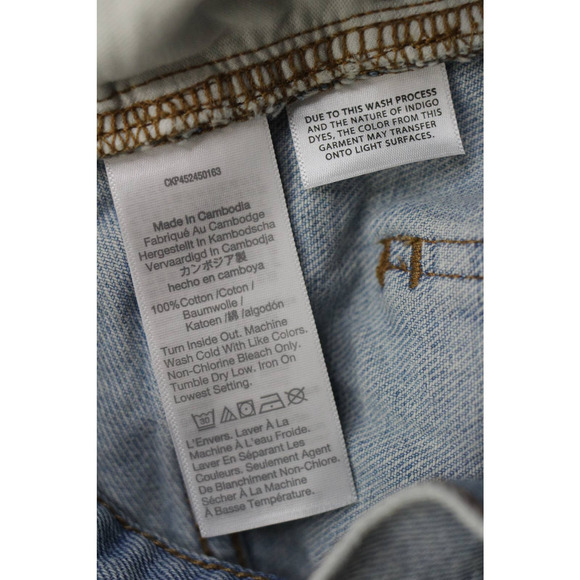 DUE TO THIS WASH PROCESS
AND THE NATURE OF INDIGO
DYES, THE COLOR FROM THIS
GARMENT MAY TRANSFER
ONTO LIGHT SURFACES.
CKP452450163
Made In Cambodia
Fabriqué Au Cambodge
Hergestellt In Kambodscha
Vervaardigd In Cambodja
カンボジア製
hecho en camboya
100%Cotton /Coton /
Baumwolle /
Katoen /綿 /algodón
Turn Inside Out. Machine
Wash Cold With Like Colors.
Non-Chlorine Bleach Only.
Tumble Dry Low. Iron On
Lowest Setting.
30
L'Envers. Laver À La
Machine À L'eau Froide.
Laver En Séparant Les
Couleurs. Seulement Agent
De Blanchiment Non-Chlore.
Sécher À La Machine
À Basse Température.